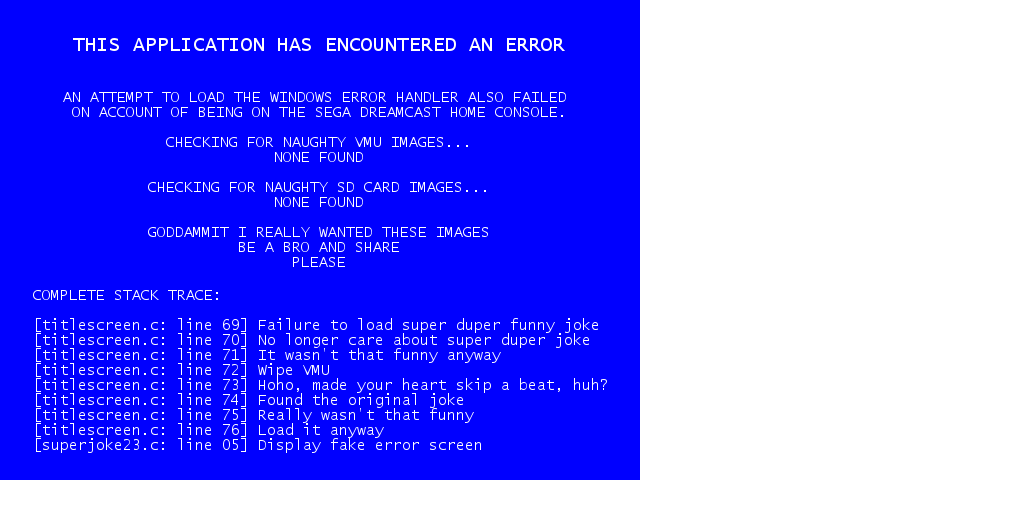 THIS APPLICATION HAS ENCOUNTERED AN ERROR
AN ATTEMPT TO LOAD THE WINDOWS ERROR HANDLER ALSO FAILED
ON ACCOUNT OF BEING ON THE SEGA DREAMCAST HOME CONSOLE.
CHECKING FOR NAUGHTY VMU IMAGES...
NONE FOUND
CHECKING FOR NAUGHTY SD CARD IMAGES...
NONE FOUND
GODDAMMIT I REALLY WANTED THESE IMAGES
BE A BRO AND SHARE
PLEASE
COMPLETE STACK TRACE:
[titlescreen.c: line 69] Failure to load super duper funny joke
[titlescreen.c: line 70] No longer care about super duper joke
[titlescreen.c: line 71] It wasn't that funny anyway
[titlescreen.c: line 72] Wipe VMU
[titlescreen.c: line 73] Hoho, made your heart skip a beat, huh?
[titlescreen.c: line 74] Found the original joke
[titlescreen.c: line 75] Really wasn't that funny
[titlescreen.c: line 76] Load it anyway
[superjoke23.c: line 05] Display fake error screen